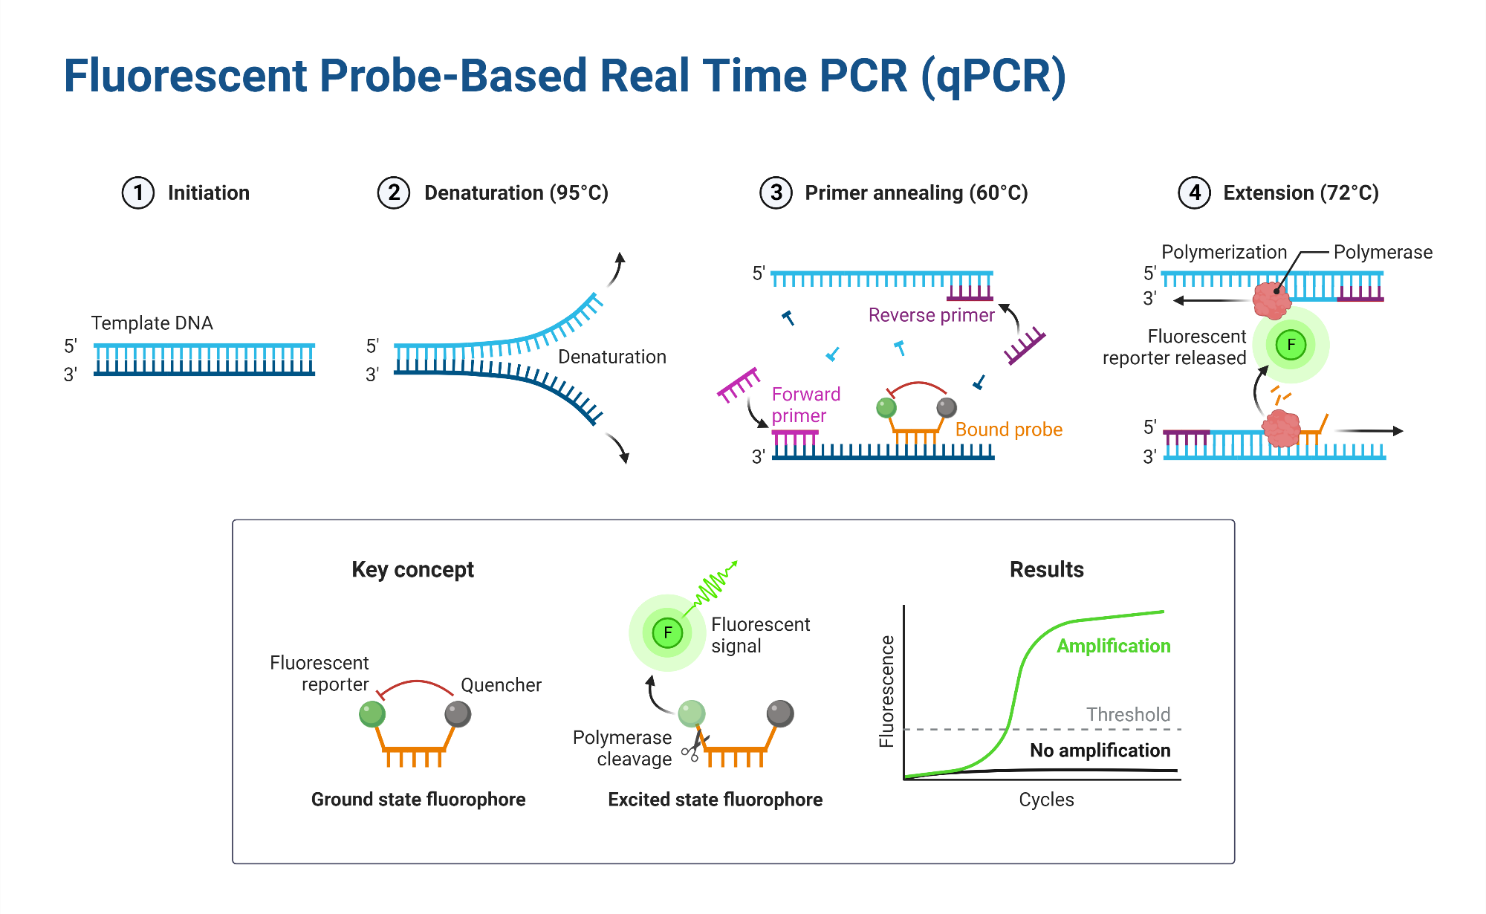 Fluorescent Probe-Based Real Time PCR (qPCR)
1 Initiation
Template DNA
5'
3'
2 Denaturation (95°C)
5'
3'
Denaturation
3 Primer annealing (60°C)
5'
Reverse primer
Forward
primer
Bound probe
3'
4 Extension (72°C)
Polymerization
Polymerase
5'
3'
Fluorescent
reporter released
F
5'
3'
Key concept
Fluorescent
reporter
Quencher
Ground state fluorophore
F
Fluorescent
signal
Polymerase
cleavage
Excited state fluorophore
Results
Fluorescence
Amplification
Threshold
No amplification
Cycles